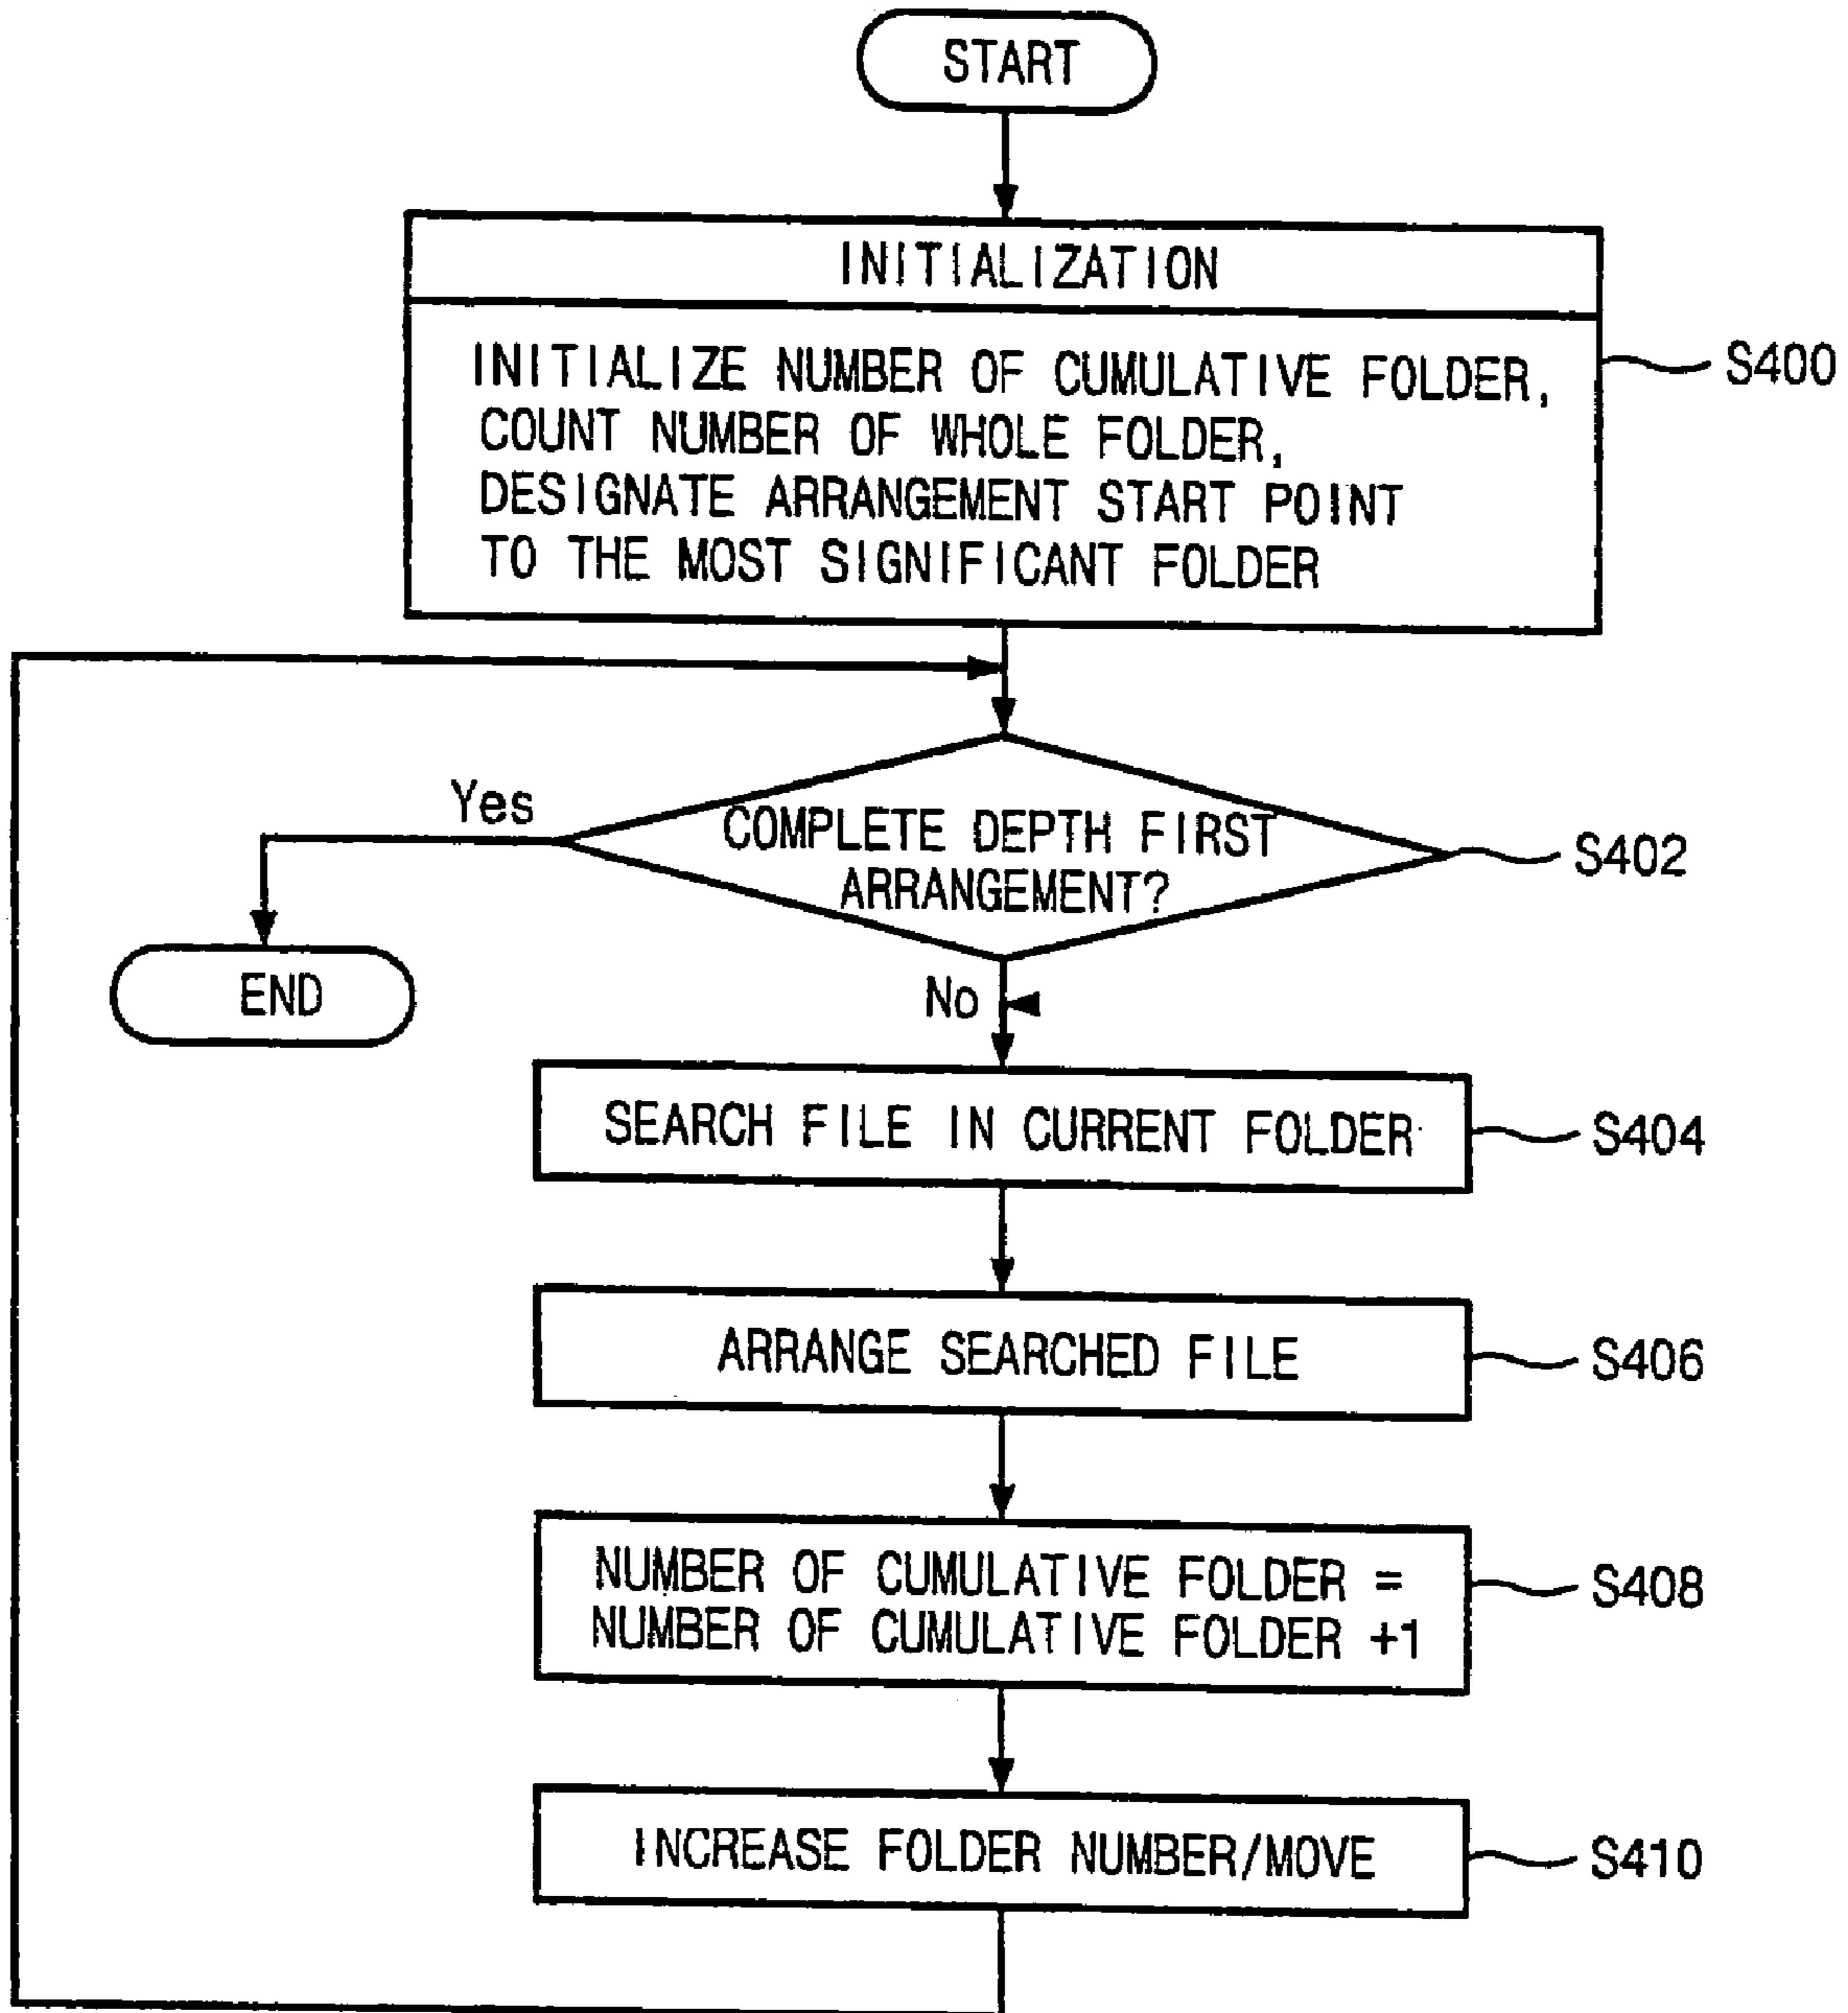 START
INITIALIZATION
INITIALIZE NUMBER OF CUMULATIVE FOLDER,
COUNT NUMBER OF WHOLE FOLDER,
DESIGNATE ARRANGEMENT START POINT
TO THE MOST SIGNIFICANT FOLDER
S400
Yes
COMPLETE DEPTH FIRST
ARRANGEMENT?
S402
END
No
SEARCH FILE IN CURRENT FOLDER
S404
ARRANGE SEARCHED FILE
S406
NUMBER OF CUMULATIVE FOLDER =
NUMBER OF CUMULATIVE FOLDER +1
S408
INCREASE FOLDER NUMBER/MOVE
S410